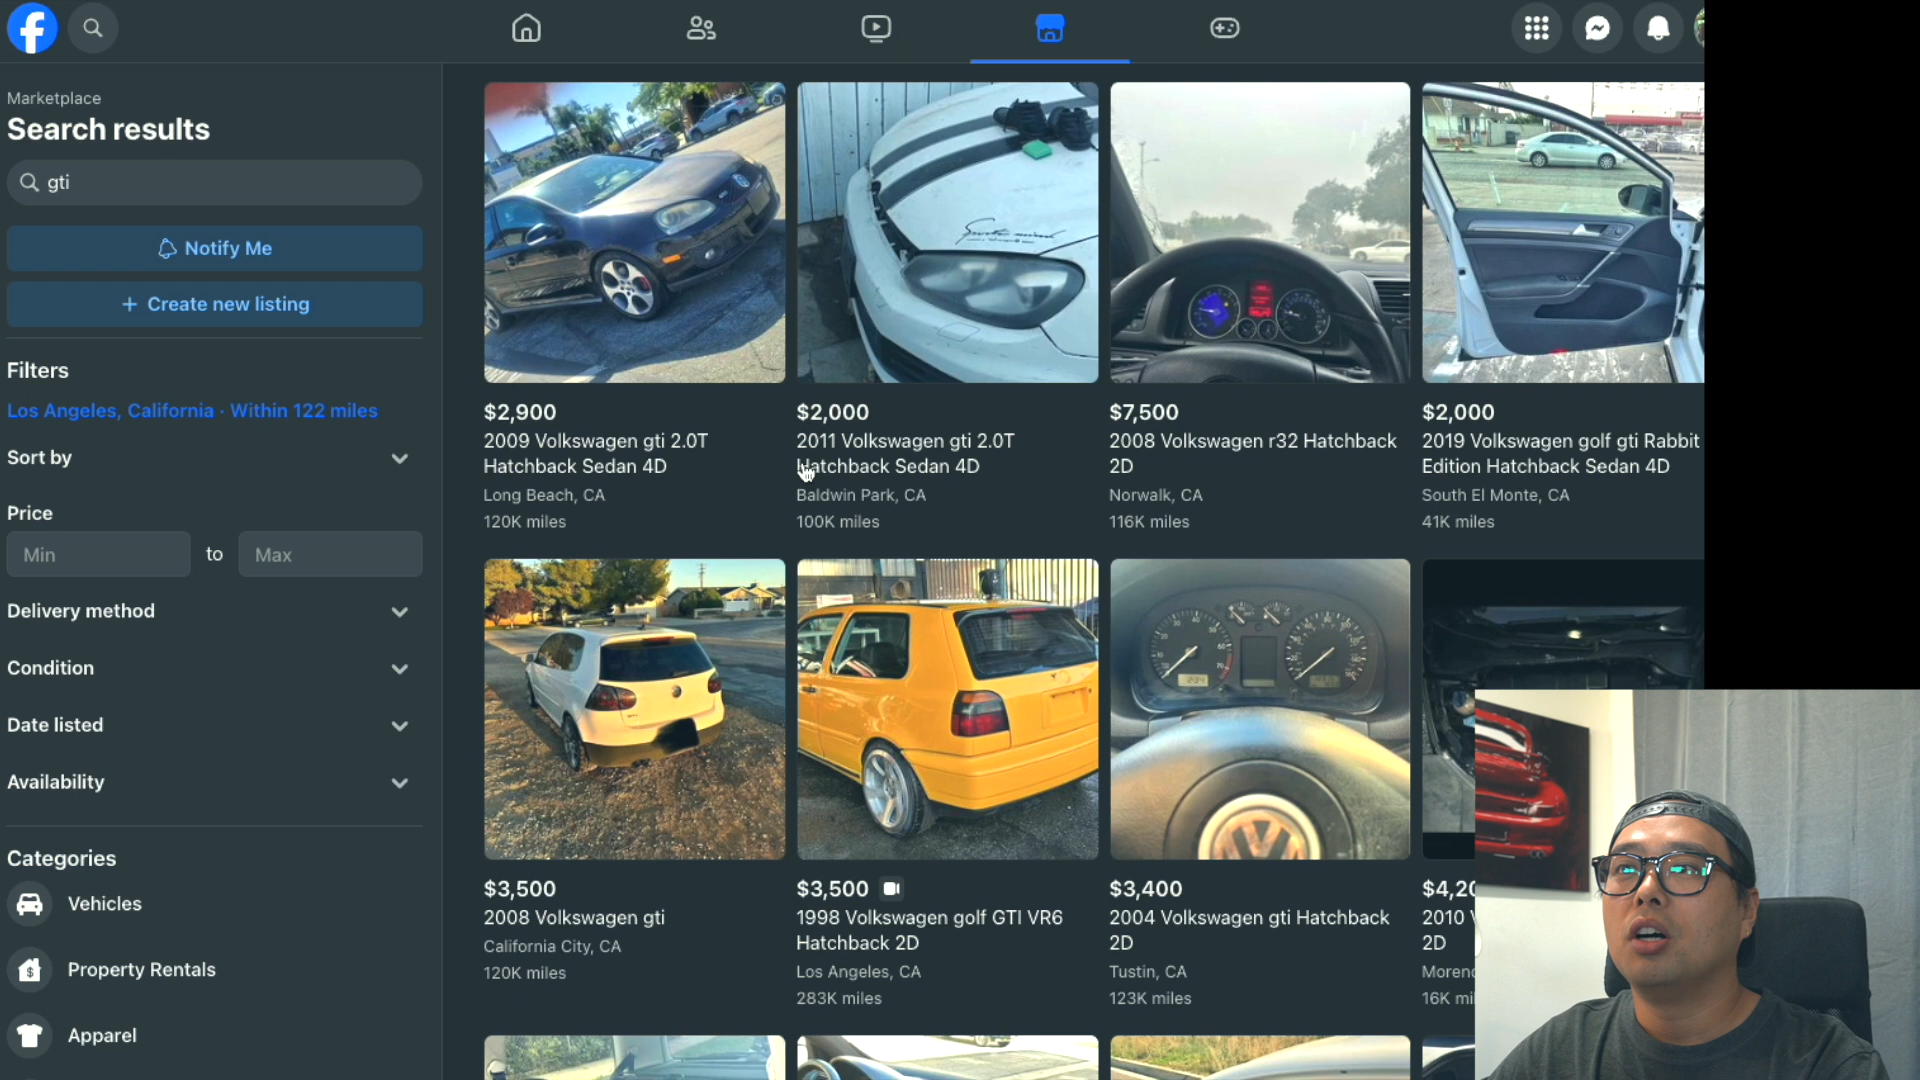 Marketplace
Search results
gti
Notify Me
+ Create new listing
Filters
Los Angeles, California · Within 122 miles
Sort by
Price
Min
to
Max
Delivery method
Condition
Date listed
Availability
Categories
Vehicles
Property Rentals
Apparel
$2,900
2009 Volkswagen gti 2.0T
Hatchback Sedan 4D
Long Beach, CA
120K miles
$2,000
2011 Volkswagen gti 2.0T
Hatchback Sedan 4D
Baldwin Park, CA
100K miles
$7,500
2008 Volkswagen r32 Hatchback
2D
Norwalk, CA
116K miles
$2,000
2019 Volkswagen golf gti Rabbit
Edition Hatchback Sedan 4D
South El Monte, CA
41K miles
$3,500
2008 Volkswagen gti
California City, CA
120K miles
$3,500
1998 Volkswagen golf GTI VR6
Hatchback 2D
Los Angeles, CA
283K miles
$3,400
2004 Volkswagen gti Hatchback
2D
Tustin, CA
123K miles
$4,20
2010
2D
Moren
16K mi